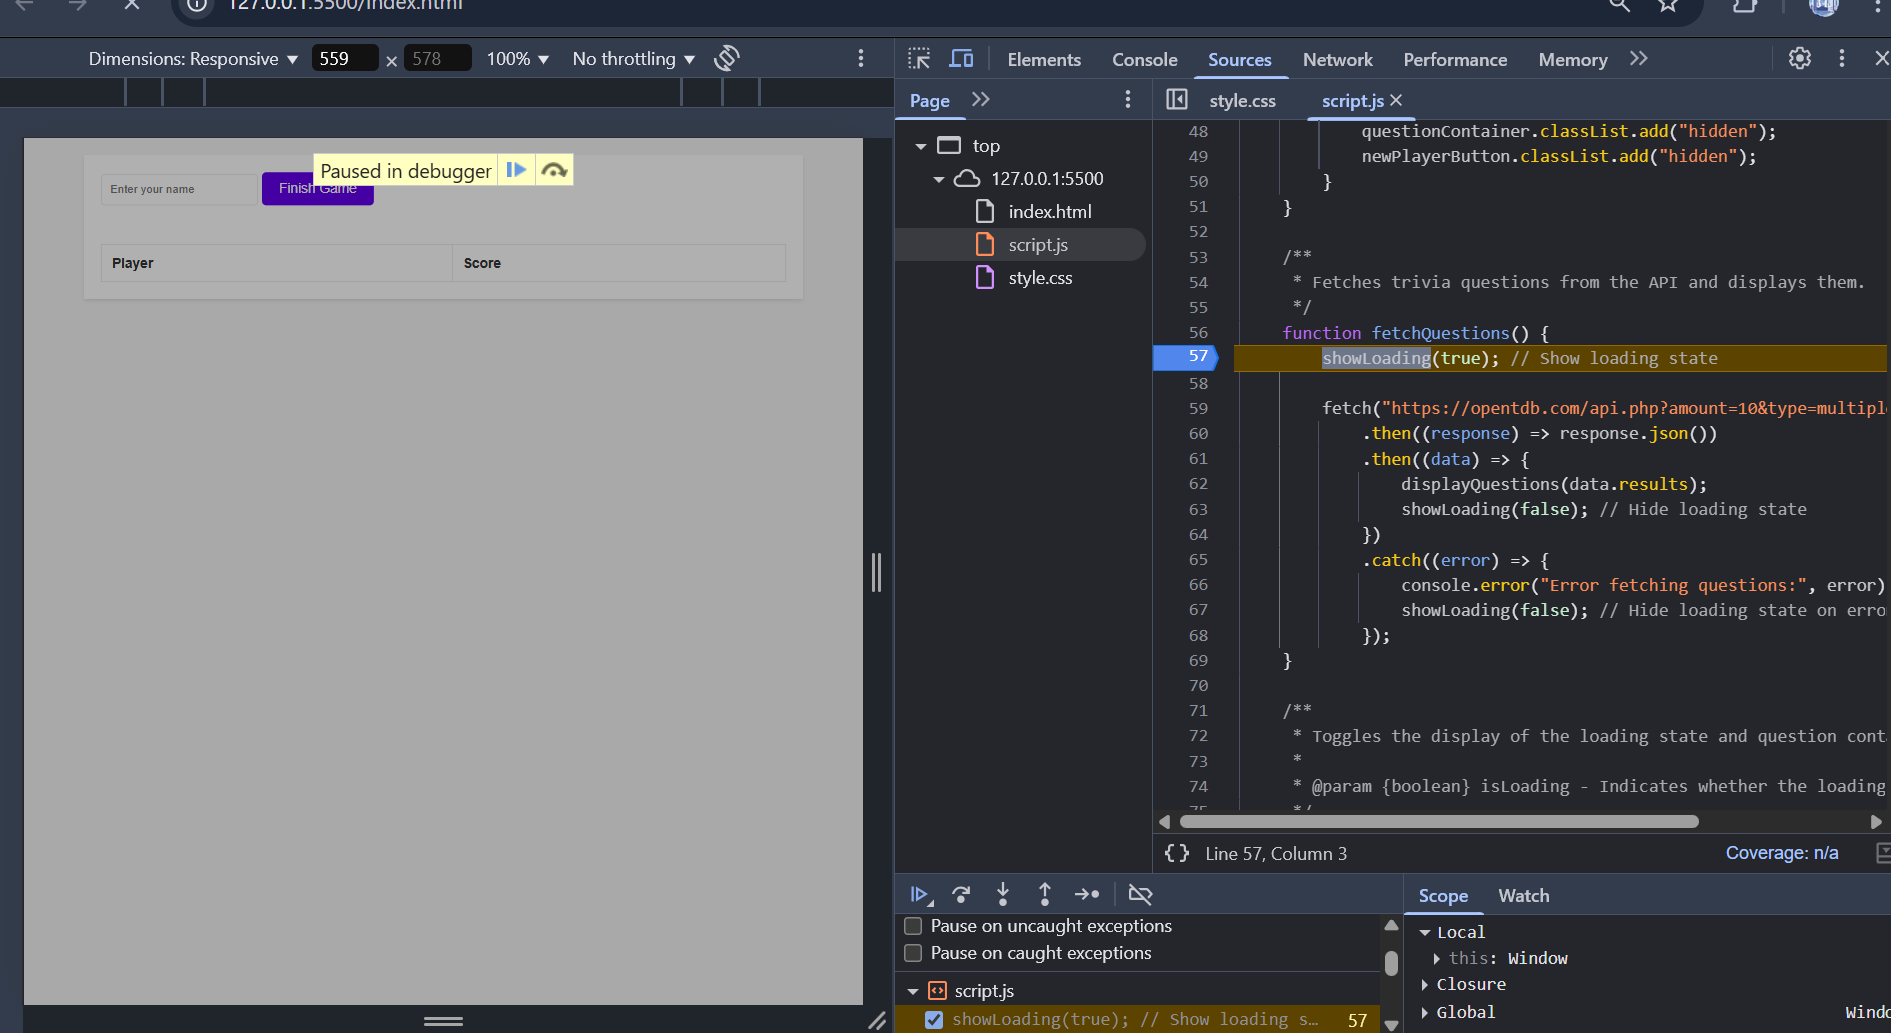 127.0.0.1:5500/index.html
Dimensions: Responsive ▼ 559 × 578 100% ▼ No throttling ▼
Elements Console Sources Network Performance Memory
Page
style.css script.js
top
127.0.0.1:5500
index.html
script.js
style.css
Paused in debugger
Enter your name
Finish Game
Player Score
48 questionContainer.classList.add("hidden");
49 newPlayerButton.classList.add("hidden");
50 }
51 }
52
53 /**
54 * Fetches trivia questions from the API and displays them.
55 */
56 function fetchQuestions() {
57 showLoading(true); // Show loading state
58
59 fetch("https://opentdb.com/api.php?amount=10&type=multipl
60 .then((response) => response.json())
61 .then((data) => {
62 displayQuestions(data.results);
63 showLoading(false); // Hide loading state
64 })
65 .catch((error) => {
66 console.error("Error fetching questions:", error)
67 showLoading(false); // Hide loading state on erro
68 });
69 }
70
71 /**
72 * Toggles the display of the loading state and question cont
73 *
74 * @param {boolean} isLoading - Indicates whether the loading
75 */
{} Line 57, Column 3 Coverage: n/a
Pause on uncaught exceptions
Pause on caught exceptions
script.js
showLoading(true); // Show loading s... 57
Scope Watch
Local
this: Window
Closure
Global Windo